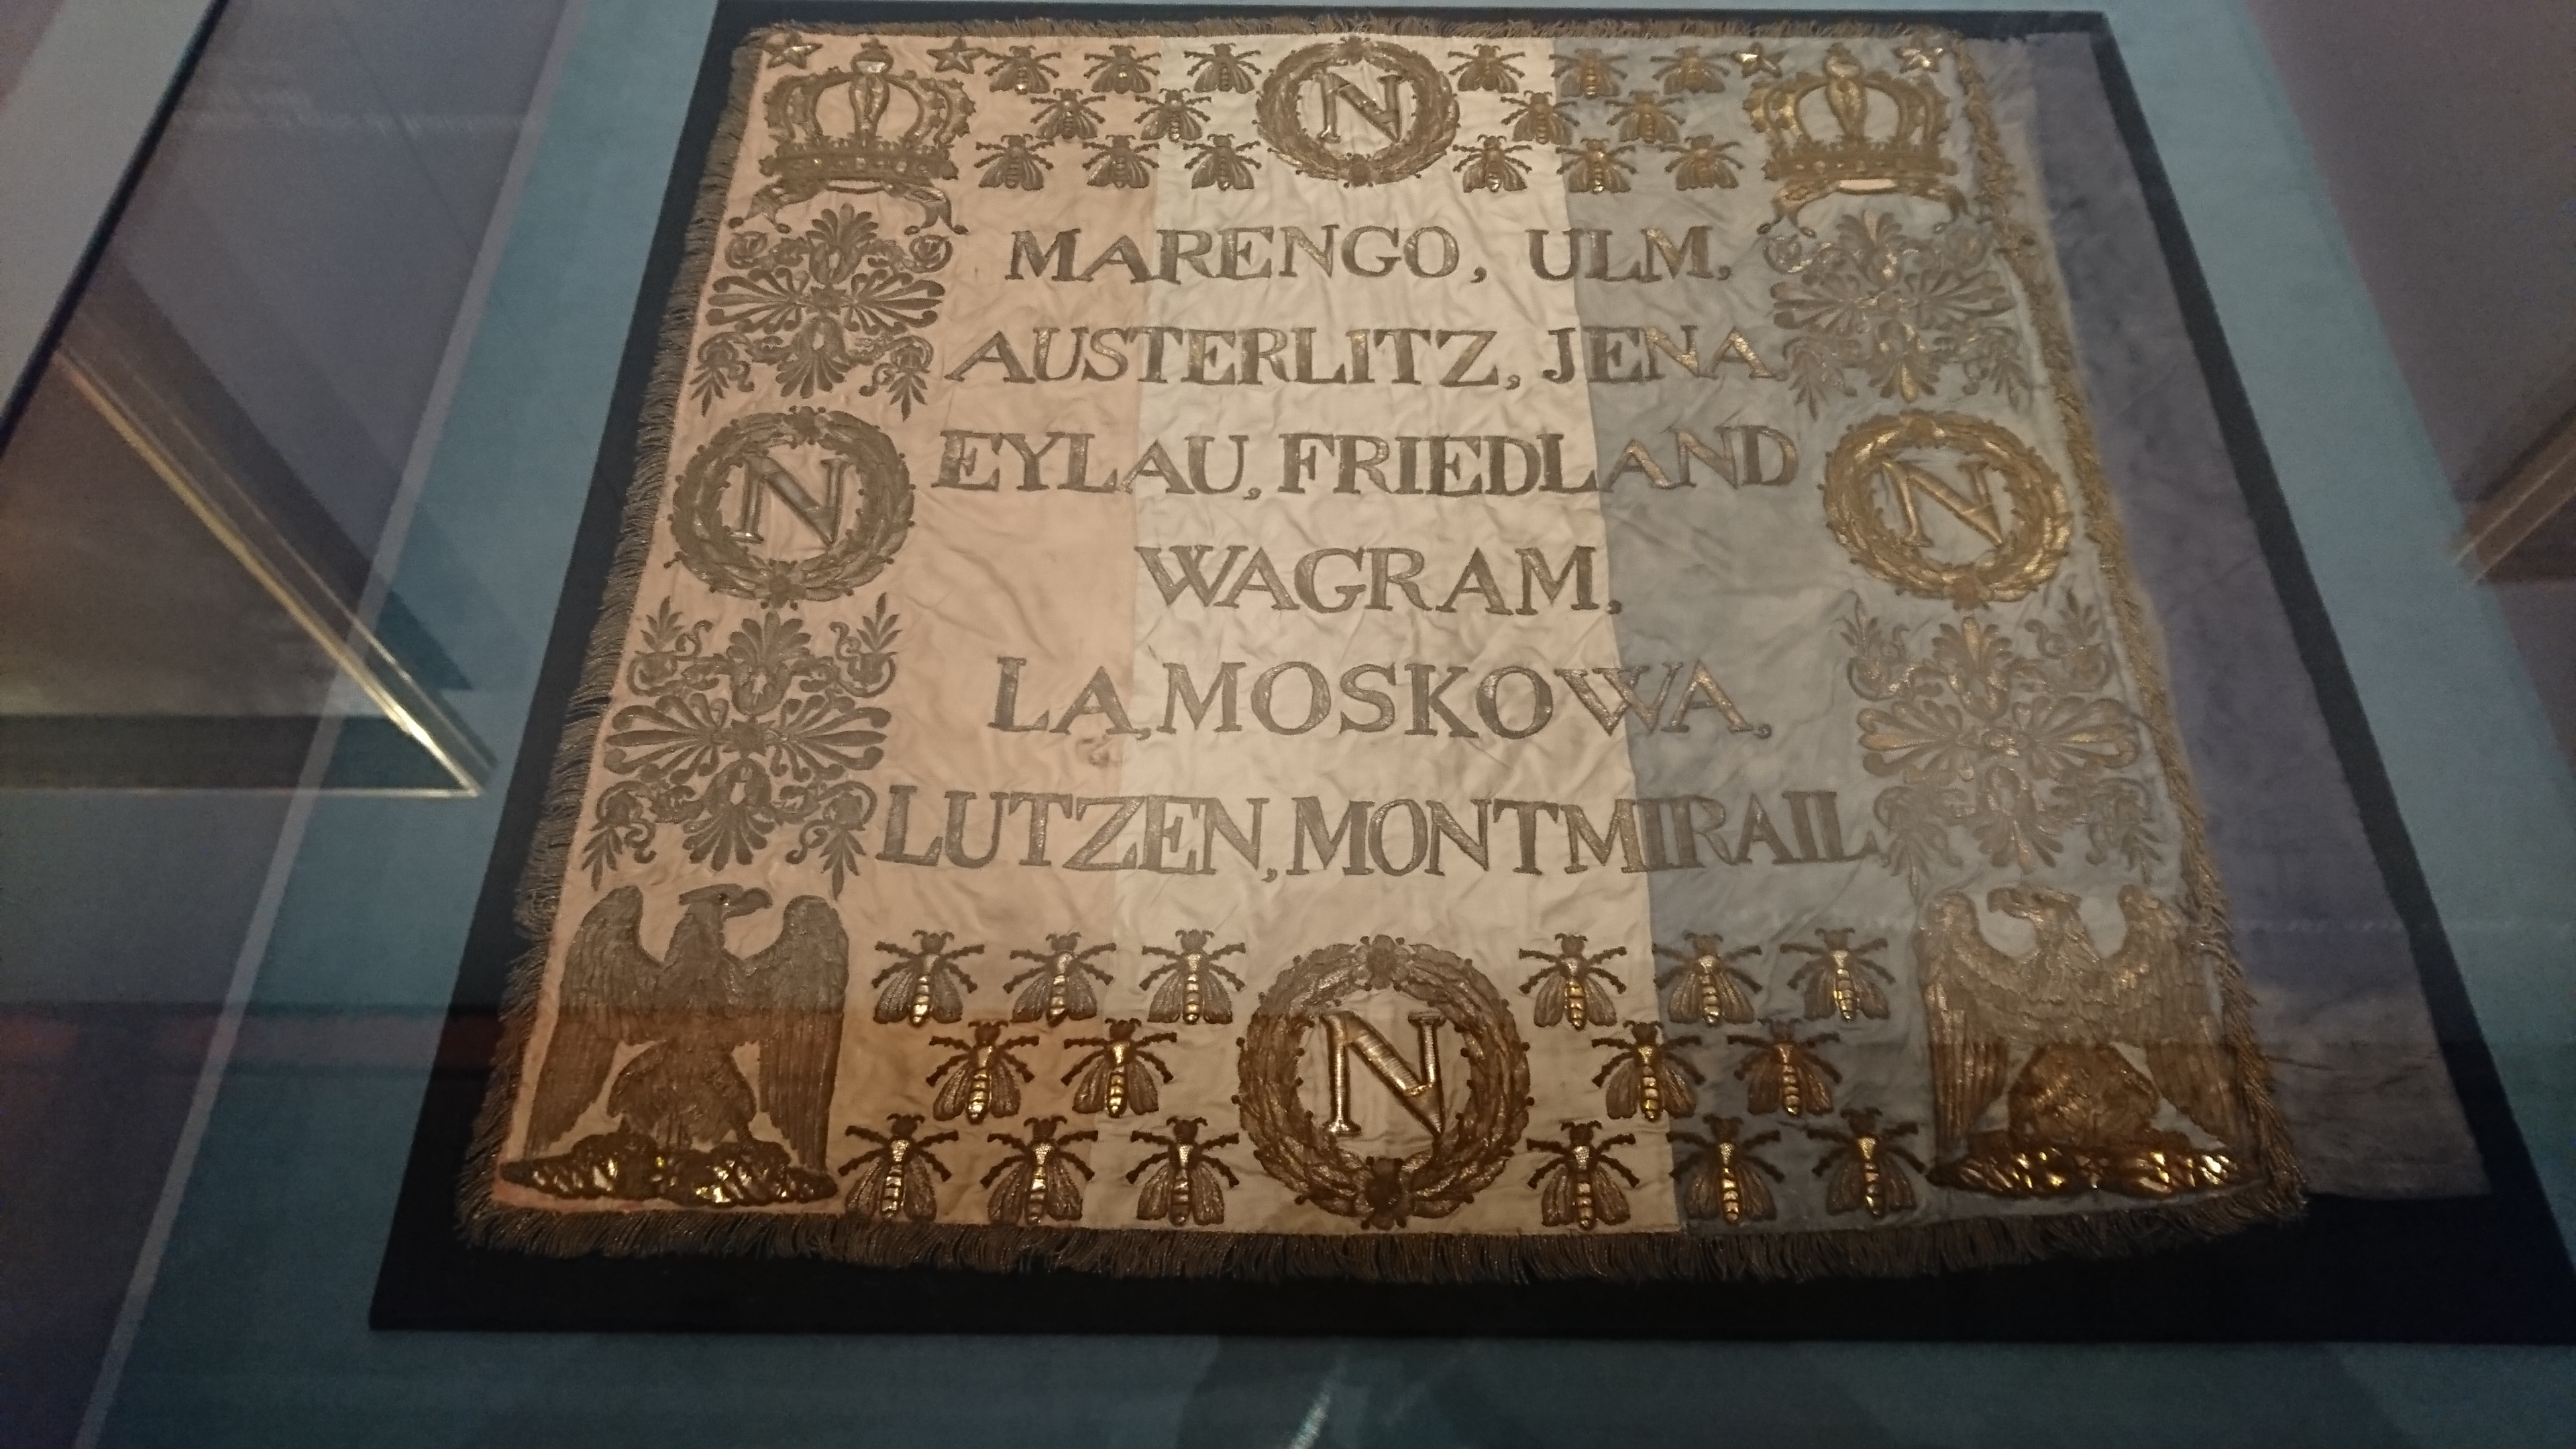 N
MARENGO, ULM,
AUSTERLITZ, JENA
EYLAU, FRIEDLAND
N
N
WAGRAM,
LA, MOSKOWA,
LUTZEN, MONTMIRAIL
N